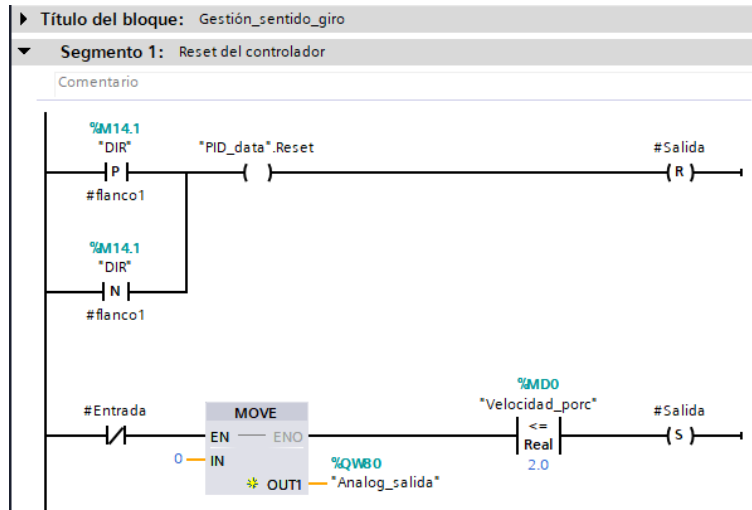 Título del bloque: Gestión_sentido_giro
Segmento 1: Reset del controlador
Comentario
%M14.1
"DIR" "PID_data".Reset #Salida
P R
#flanco1
%M14.1
"DIR"
N
#flanco1
%MD0
"Velocidad_porc"
#Entrada MOVE <= #Salida
EN ENO Real S
0 IN %QW80 2.0
OUT1 "Analog_salida"